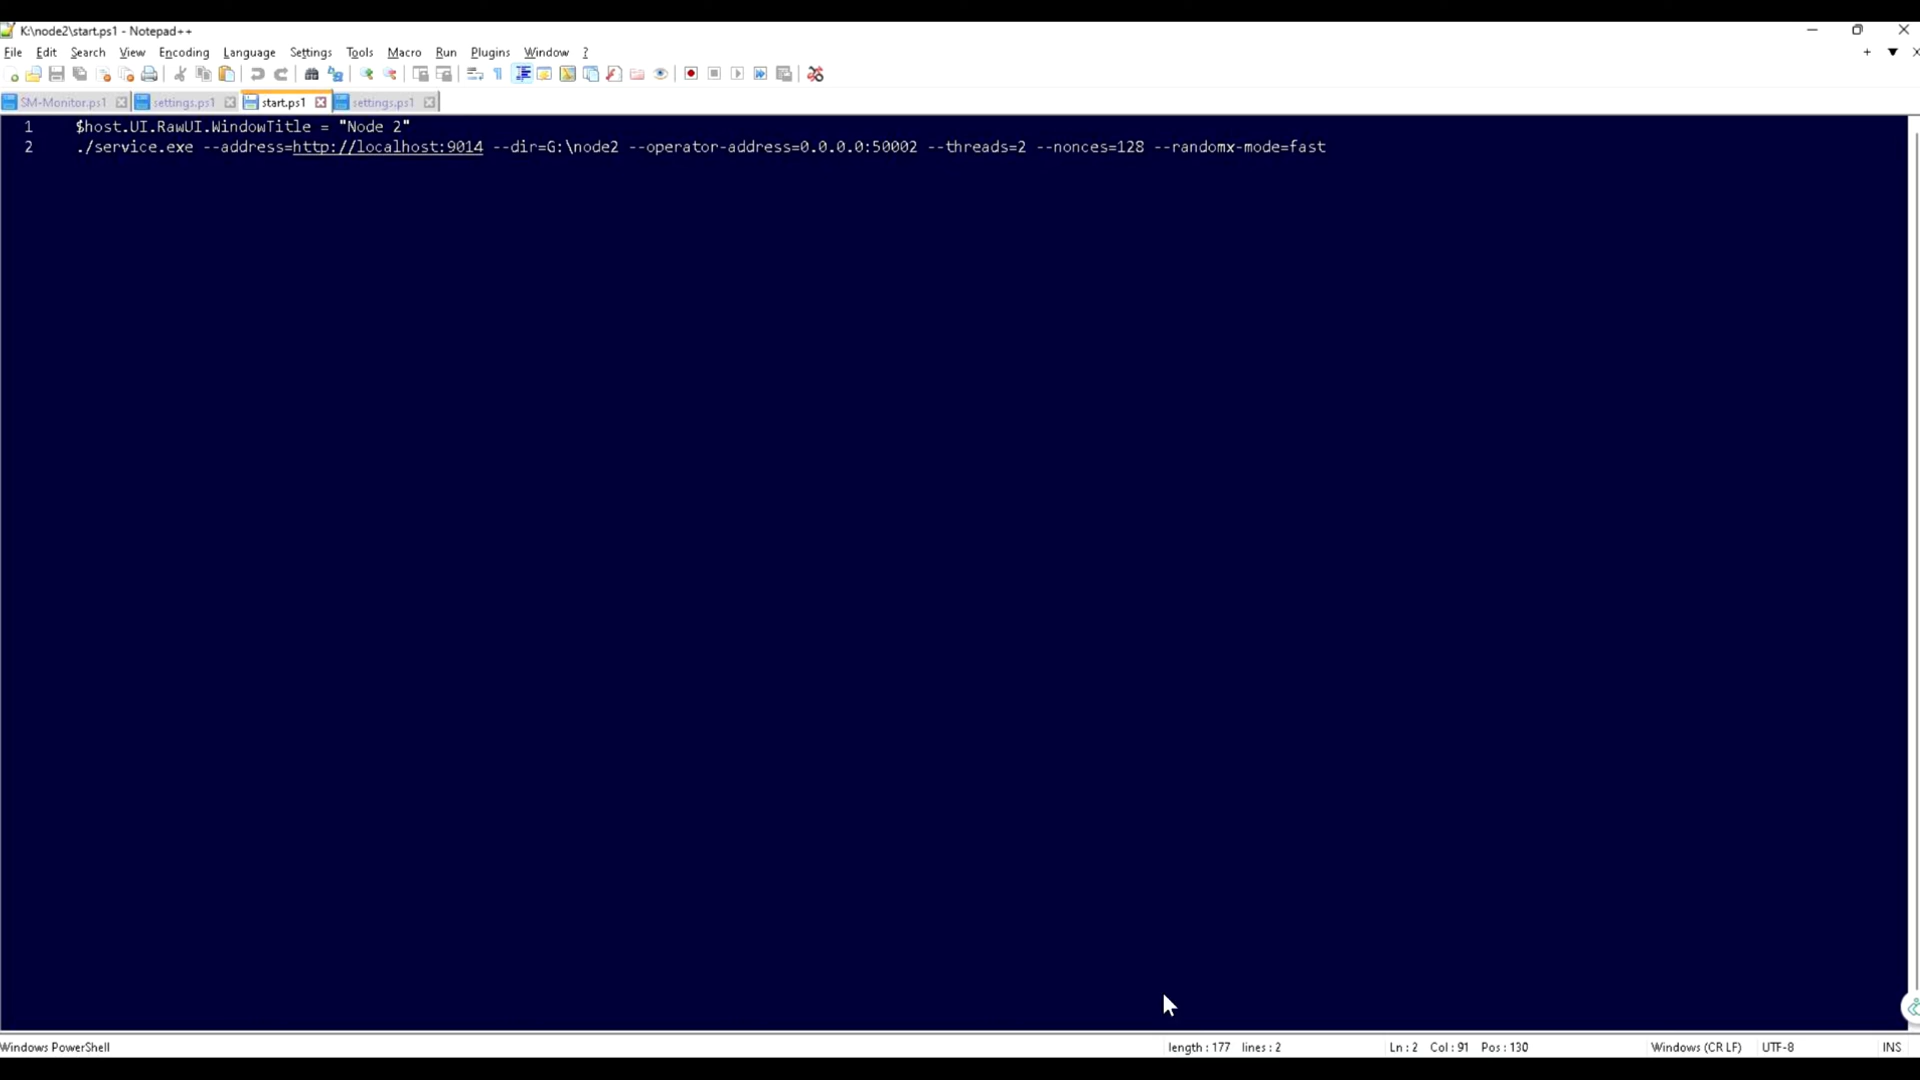 K:\node2\start.ps1 - Notepad++
File Edit Search View Encoding Language Settings Tools Macro Run Plugins Window ?
SM-Monitor.ps1 settings.ps1 start.ps1 settings.ps1
1 $host.UI.RawUI.WindowTitle = "Node 2"
2 ./service.exe --address=http://localhost:9014 --dir=G:\node2 --operator-address=0.0.0.0:50002 --threads=2 --nonces=128 --randomx-mode=fast
Windows PowerShell length : 177 lines : 2 Ln : 2 Col : 91 Pos : 130 Windows (CR LF) UTF-8 INS